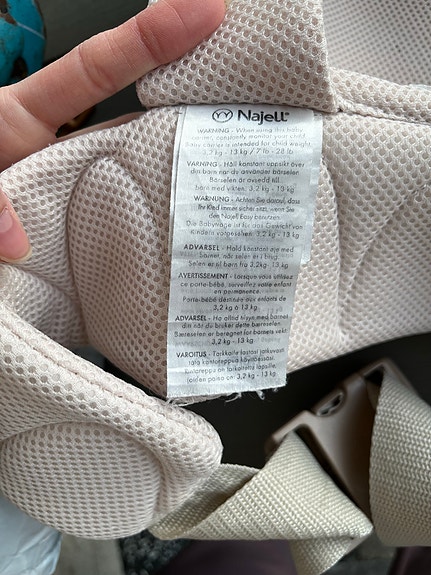 Najell™
WARNING - When using this baby
carrier, constantly monitor your child.
Baby carrier is intended for child weight:
3,2 kg - 13 kg / 7 lb - 28 lb
VARNING - Håll konstant uppsikt över
ditt barn när du använder bärselen
Bärselen är avsedd till
barn med vikten: 3,2 kg - 13 kg
WARNUNG - Achten Sie darauf, dass
Ihr Kind immer sicher sitzt, wenn Sie
den Najell Easy benutzen
Die Babytrage ist für das Gewicht von
Kindern vorgesehen: 3,2 kg - 13 kg
ADVARSEL - Hold konstant øje med
barnet, når selen er i brug.
Selen er til børn fra 3,2kg- 13 kg
AVERTISSEMENT - Lorsque vous utilisez
ce porte-bébé, surveillez votre enfant
en permanence.
Porte-bébé destinée aux enfants de
3,2 kg à 13 kg
ADVARSEL - Ha alltid tilsyn med barnet
ditt når du bruker dette bæreselen
Bæreselen er beregnet for barnets vekt:
3,2 kg - 13 kg
VAROITUS - Tarkkaile lastasi jatkuvasti
tätä kantoreppua käyttäessäsi.
Kantoreppu on tarkoitettu lapsille,
joiden paino on: 3,2 kg - 13 kg